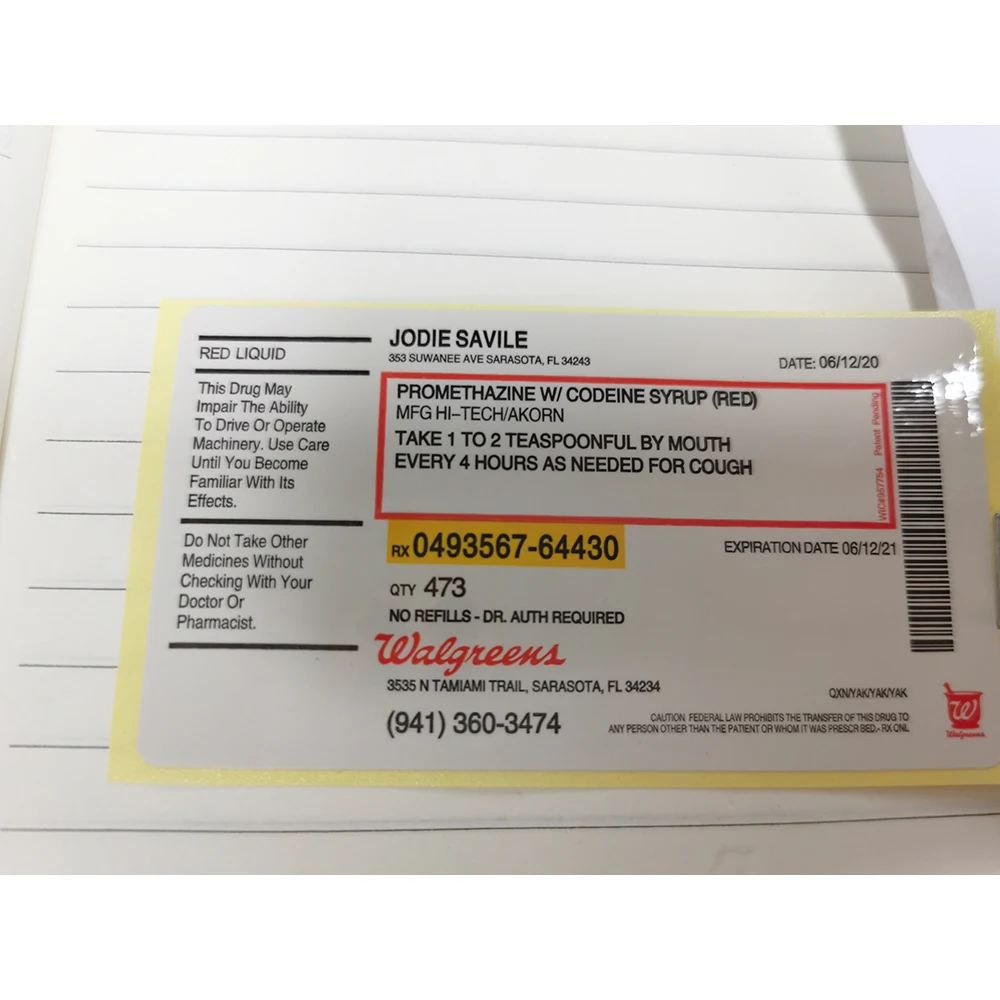 JODIE SAVILE
353 SUWANEE AVE SARASOTA, FL 34243
DATE: 06/12/20
RED LIQUID
This Drug May
Impair The Ability
To Drive Or Operate
Machinery. Use Care
Until You Become
Familiar With Its
Effects.
Do Not Take Other
Medicines Without
Checking With Your
Doctor Or
Pharmacist.
PROMETHAZINE W/ CODEINE SYRUP (RED)
MFG HI-TECH/AKORN
TAKE 1 TO 2 TEASPOONFUL BY MOUTH
EVERY 4 HOURS AS NEEDED FOR COUGH
WIC#967764 Patent Pending
RX 0493567-64430
EXPIRATION DATE 06/12/21
QTY 473
NO REFILLS - DR. AUTH REQUIRED
Walgreens
3535 N TAMIAMI TRAIL, SARASOTA, FL 34234
(941) 360-3474
QXN/YAK/YAK/YAK
CAUTION FEDERAL LAW PROHIBITS THE TRANSFER OF THIS DRUG TO
ANY PERSON OTHER THAN THE PATIENT OR WHOM IT WAS PRESCR BED.- RX ONL
W
Walgreens